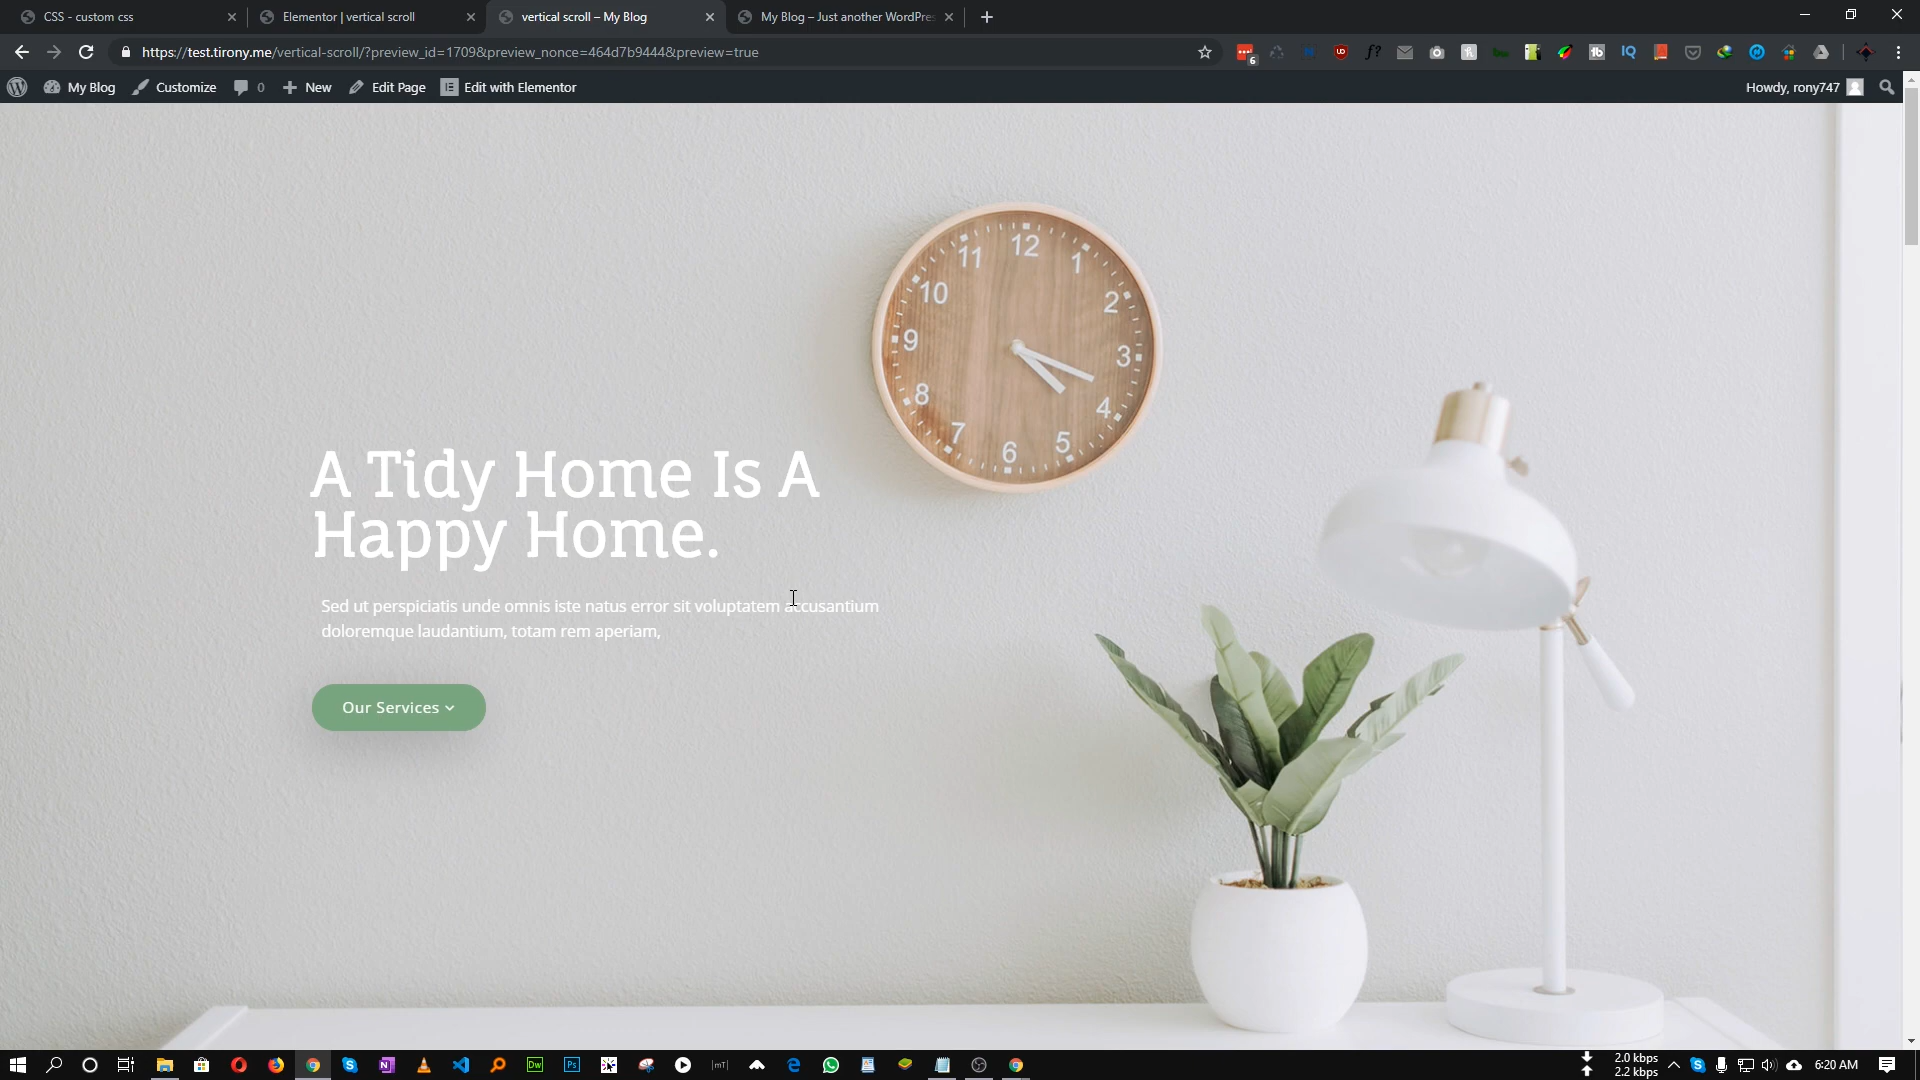 CSS - custom css
Elementor | vertical scroll
vertical scroll – My Blog
My Blog – Just another WordPres
https://test.tirony.me/vertical-scroll/?preview_id=1709&preview_nonce=464d7b9444&preview=true
6
My Blog
Customize
0
New
Edit Page
Edit with Elementor
Howdy, rony747
12
1
2
3
4
5
6
7
8
9
10
11
A Tidy Home Is A
Happy Home.
Sed ut perspiciatis unde omnis iste natus error sit voluptatem accusantium
doloremque laudantium, totam rem aperiam,
Our Services
2.0 kbps
2.2 kbps
6:20 AM